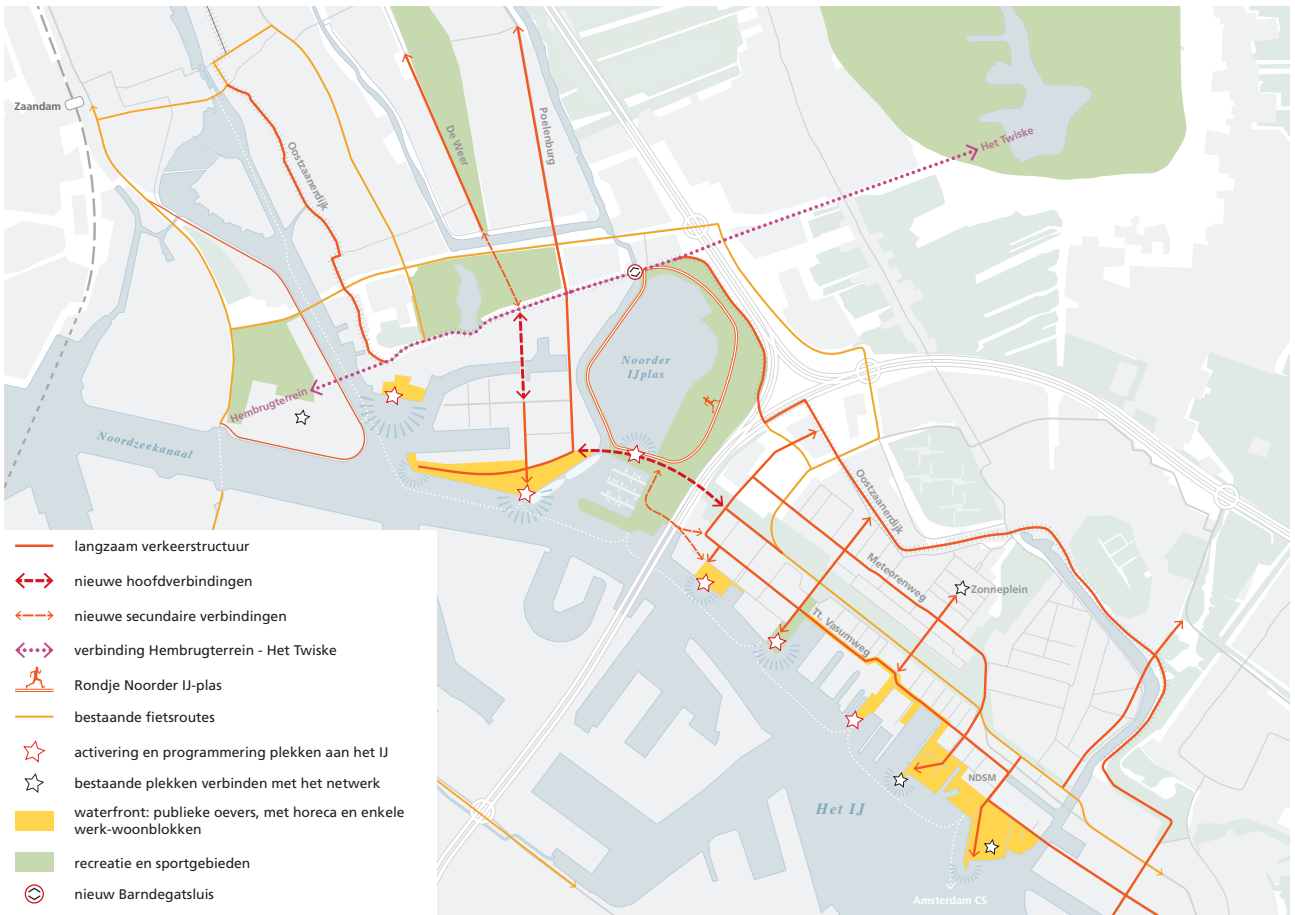 Zaandam
Oostzaanerdijk
De Weer
Poelenburg
Het Twiske
Hembrugterrein
Noordzeekanaal
Noorder
IJplas
Oostzaanerdijk
Meteorenweg
Zonneplein
Tt. Vasumweg
NDSM
Het IJ
Amsterdam CS
langzaam verkeerstructuur
nieuwe hoofdverbindingen
nieuwe secundaire verbindingen
verbinding Hembrugterrein - Het Twiske
Rondje Noorder IJ-plas
bestaande fietsroutes
activering en programmering plekken aan het IJ
bestaande plekken verbinden met het netwerk
waterfront: publieke oevers, met horeca en enkele
werk-woonblokken
recreatie en sportgebieden
nieuw Barndegatsluis